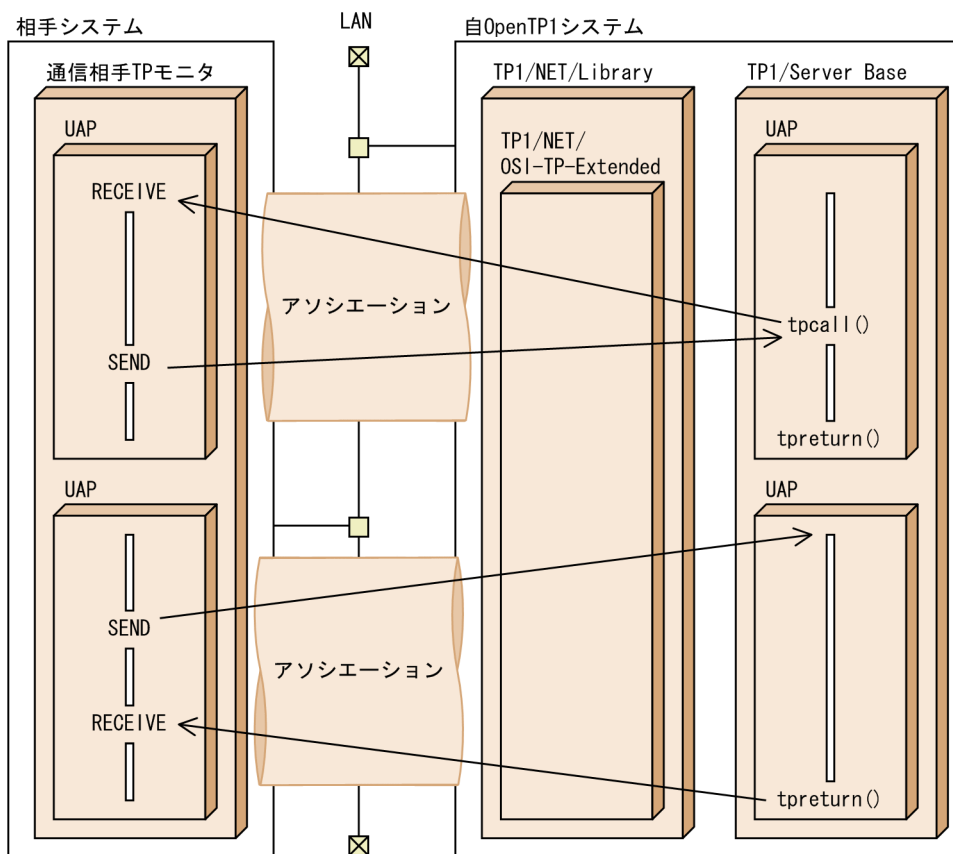 相手システム
LAN
自OpenTP1システム
通信相手TPモニタ
TP1/NET/Library
TP1/Server Base
UAP
TP1/NET/
OSI-TP-Extended
UAP
RECEIVE
アソシエーション
tpcall()
SEND
tpreturn()
UAP
UAP
SEND
アソシエーション
RECEIVE
tpreturn()